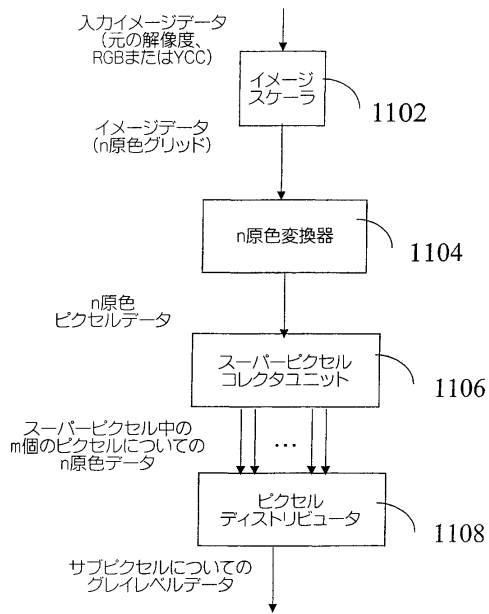 入力イメージデータ
(元の解像度、
RGBまたはYCC)
イメージ
スケーラ
1102
イメージデータ
(n原色グリッド)
n原色変換器
1104
n原色
ピクセルデータ
スーパーピクセル
コレクタユニット
1106
スーパーピクセル中の
m個のピクセルについての
n原色データ
...
ピクセル
ディストリビュータ
1108
サブピクセルについての
グレイレベルデータ